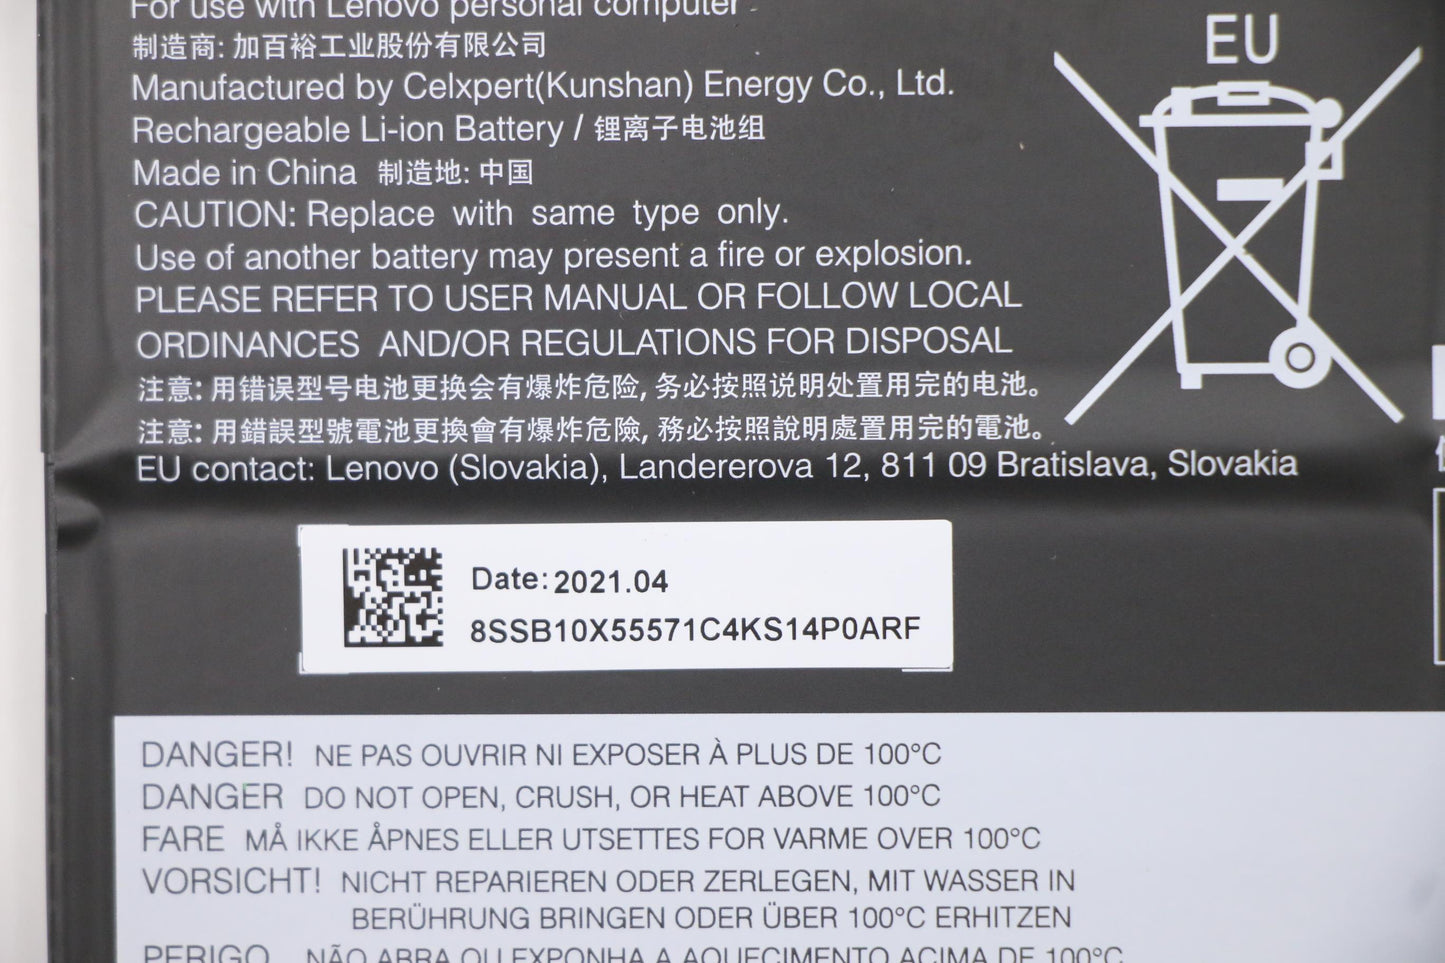 For use with Lenovo personal computer
制造商: 加百裕工业股份有限公司
Manufactured by Celxpert(Kunshan) Energy Co., Ltd.
Rechargeable Li-ion Battery / 锂离子电池组
Made in China 制造地: 中国
CAUTION: Replace with same type only.
Use of another battery may present a fire or explosion.
PLEASE REFER TO USER MANUAL OR FOLLOW LOCAL
ORDINANCES AND/OR REGULATIONS FOR DISPOSAL
注意: 用错误型号电池更换会有爆炸危险, 务必按照说明处置用完的电池。
注意: 用錯誤型號電池更換會有爆炸危險, 務必按照說明處置用完的電池。
EU contact: Lenovo (Slovakia), Landererova 12, 811 09 Bratislava, Slovakia
EU
Date: 2021.04
8SSB10X55571C4KS14P0ARF
DANGER! NE PAS OUVRIR NI EXPOSER À PLUS DE 100°C
DANGER DO NOT OPEN, CRUSH, OR HEAT ABOVE 100°C
FARE MÅ IKKE ÅPNES ELLER UTSETTES FOR VARME OVER 100°C
VORSICHT! NICHT REPARIEREN ODER ZERLEGEN, MIT WASSER IN
BERÜHRUNG BRINGEN ODER ÜBER 100°C ERHITZEN
PERIGO NÃO ABRA OU EXPONHA A AQUECIMENTO ACIMA DE 100°C